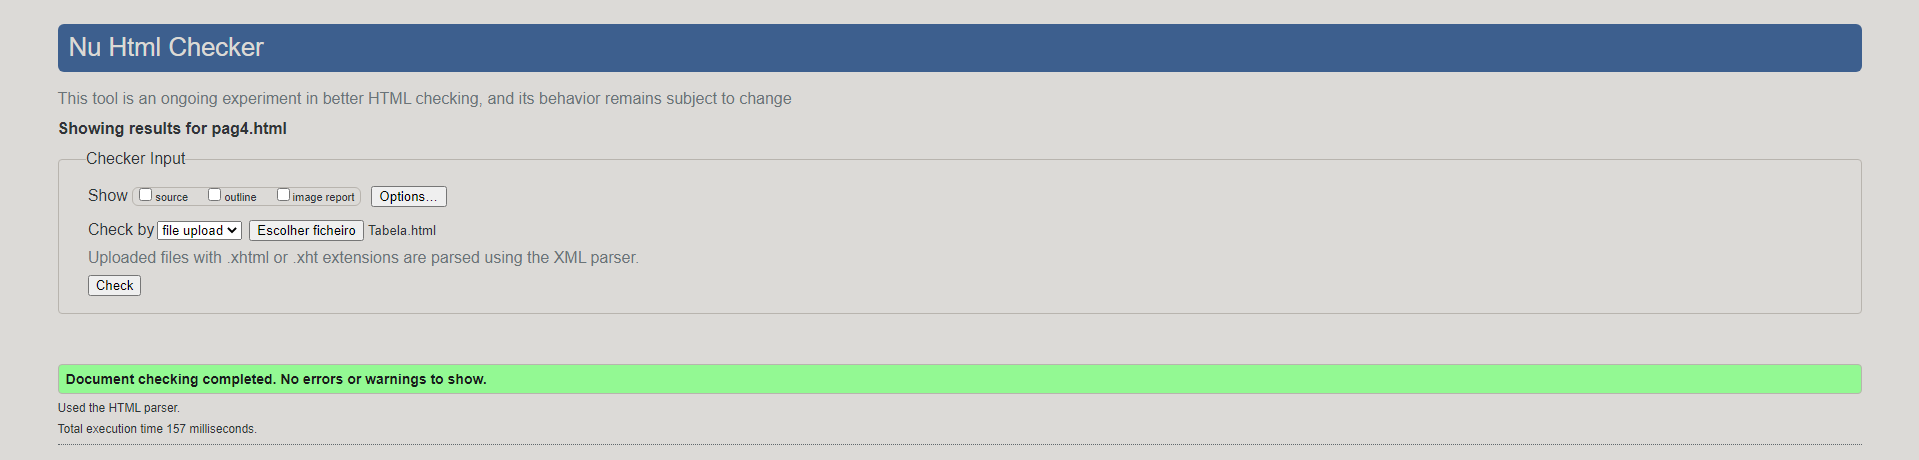 Nu Html Checker
This tool is an ongoing experiment in better HTML checking, and its behavior remains subject to change
Showing results for pag4.html
Checker Input
Show source outline image report Options...
Check by file upload Escolher ficheiro Tabela.html
Uploaded files with .xhtml or .xht extensions are parsed using the XML parser.
Check
Document checking completed. No errors or warnings to show.
Used the HTML parser.
Total execution time 157 milliseconds.